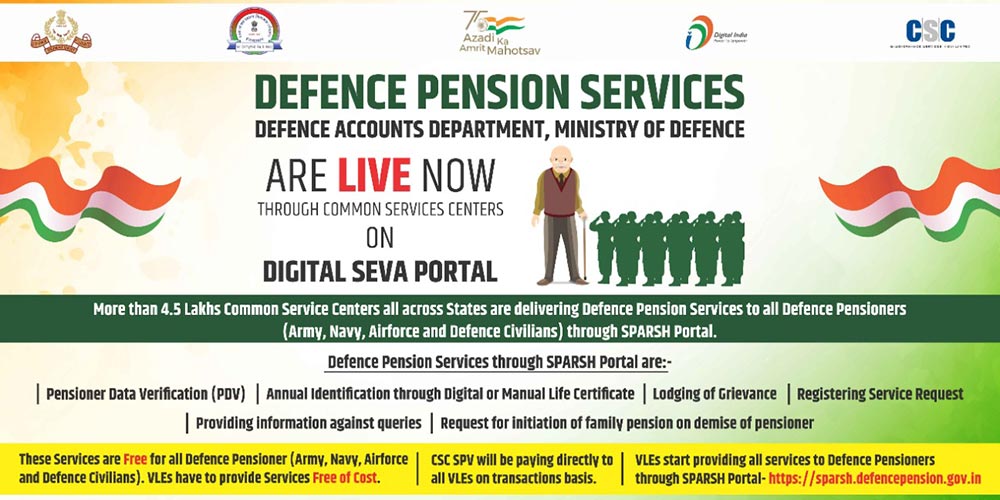 75
Azadi Ka
Amrit Mahotsav
Digital India
Power To Empower
CSC
DEFENCE PENSION SERVICES
DEFENCE ACCOUNTS DEPARTMENT, MINISTRY OF DEFENCE
ARE LIVE NOW
THROUGH COMMON SERVICES CENTERS
ON
DIGITAL SEVA PORTAL
More than 4.5 Lakhs Common Service Centers all across States are delivering Defence Pension Services to all Defence Pensioners
(Army, Navy, Airforce and Defence Civilians) through SPARSH Portal.
Defence Pension Services through SPARSH Portal are:-
| Pensioner Data Verification (PDV) | Annual Identification through Digital or Manual Life Certificate | Lodging of Grievance | Registering Service Request
| Providing information against queries | Request for initiation of family pension on demise of pensioner
These Services are Free for all Defence Pensioner (Army, Navy, Airforce
and Defence Civilians). VLEs have to provide Services Free of Cost.
CSC SPV will be paying directly to
all VLEs on transactions basis.
VLEs start providing all services to Defence Pensioners
through SPARSH Portal- https://sparsh.defencepension.gov.in